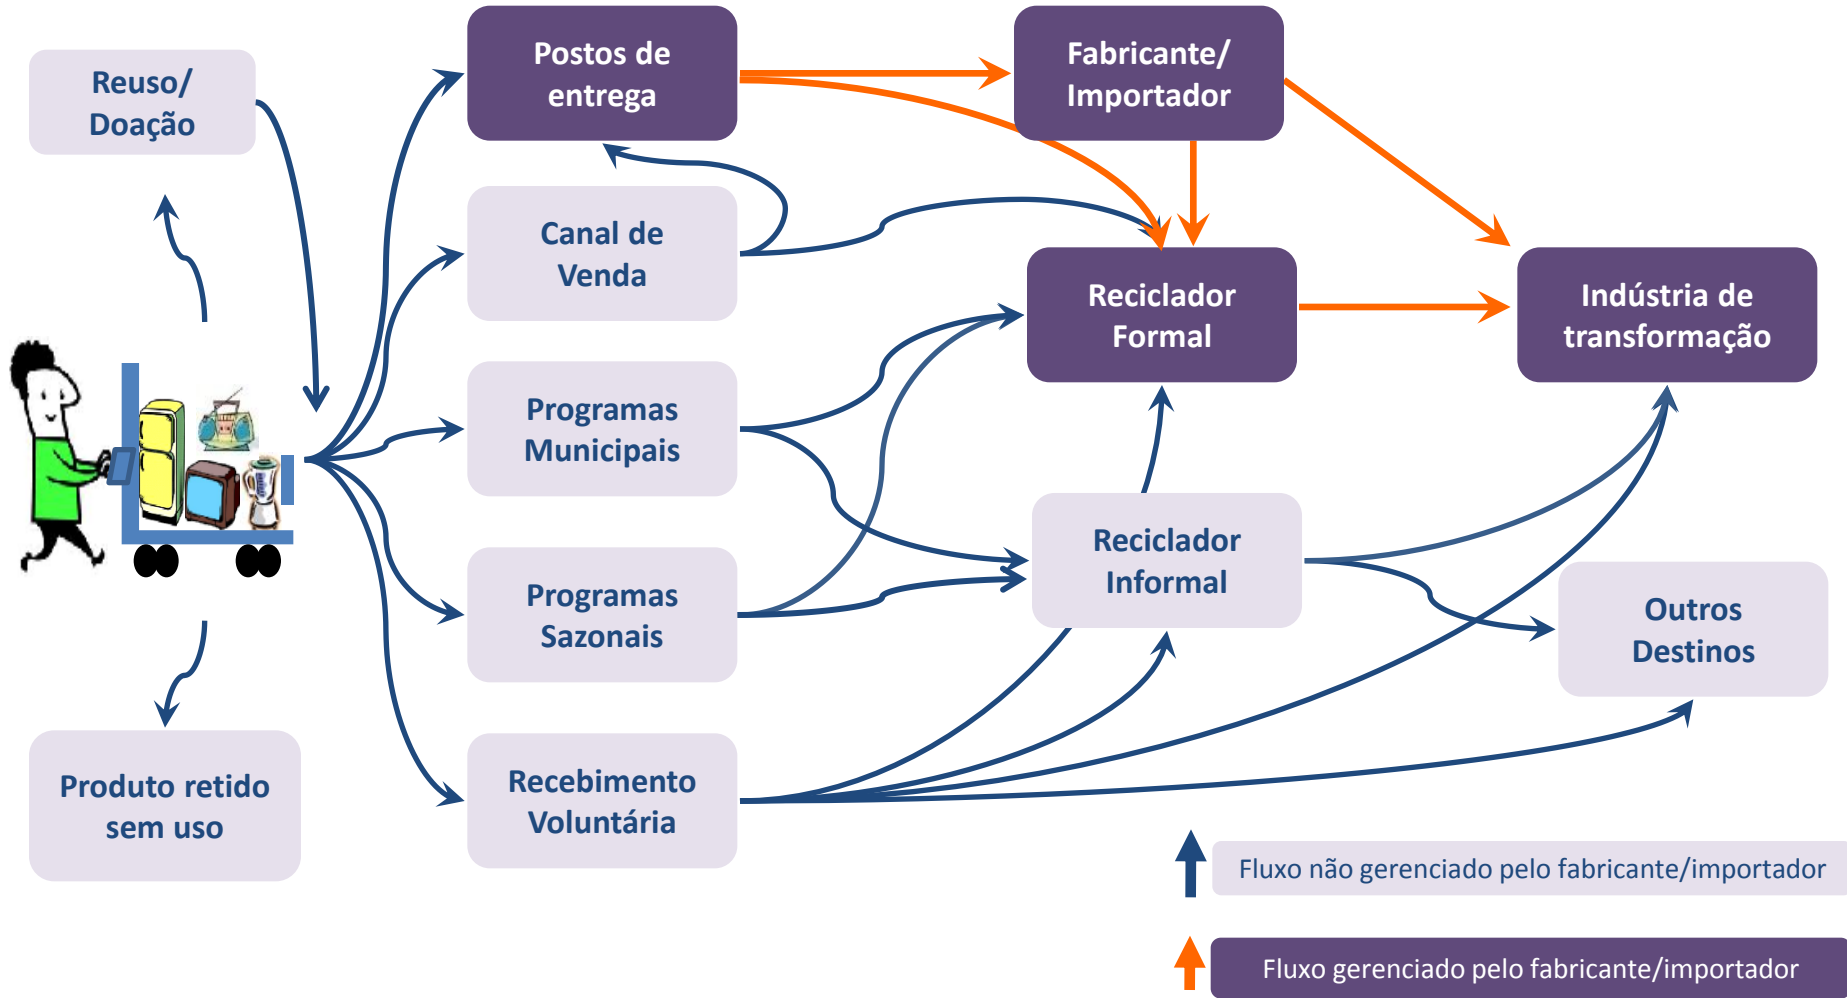 Reuso/
Doação
Postos de
entrega
Fabricante/
Importador
Canal de
Venda
Reciclador
Formal
Indústria de
transformação
Programas
Municipais
Programas
Sazonais
Reciclador
Informal
Outros
Destinos
Produto retido
sem uso
Recebimento
Voluntária
Fluxo não gerenciado pelo fabricante/importador
Fluxo gerenciado pelo fabricante/importador